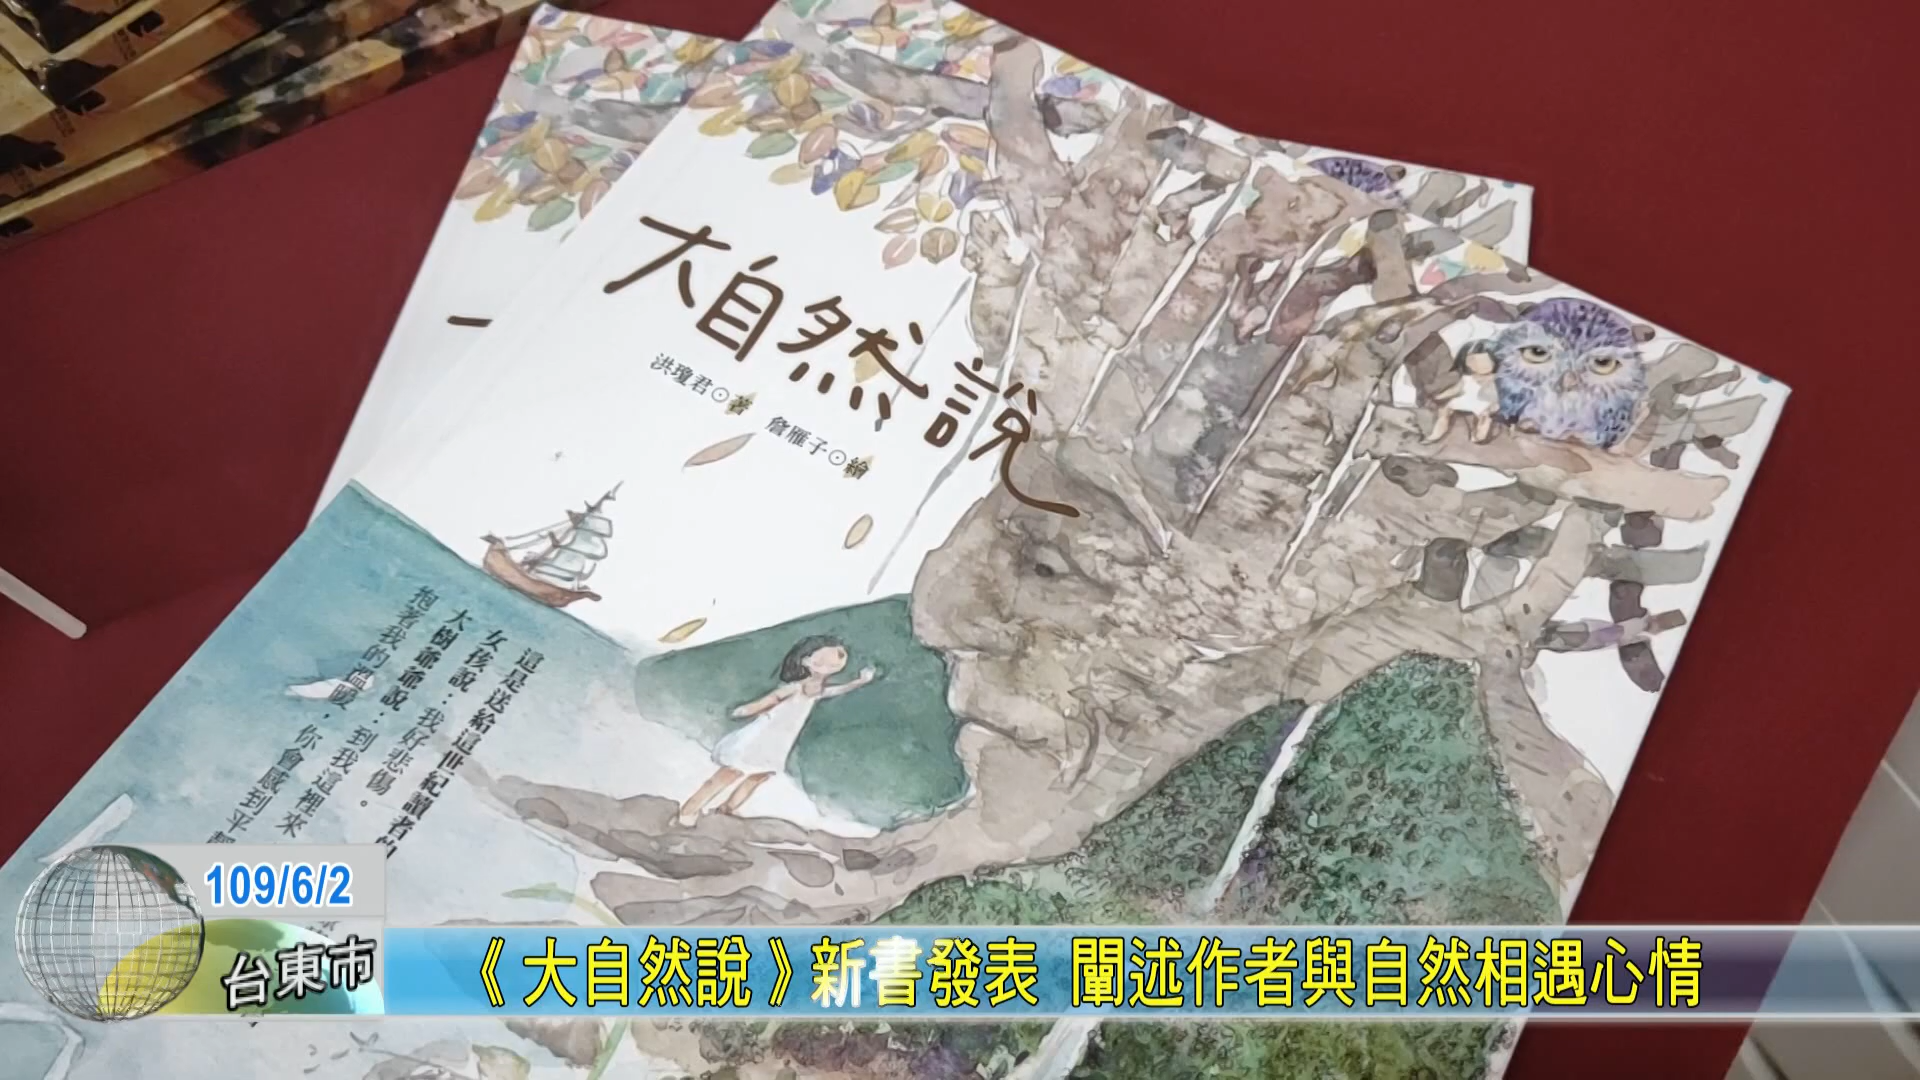 大自然說
洪瓊君⊙著 詹雁子⊙繪
這是送給這世紀讀者的
女孩說：我好悲傷。
大樹爺爺說：到我這裡來
抱著我的溫暖，你會感到平
109/6/2
台東市
《大自然說》新書發表 闡述作者與自然相遇心情